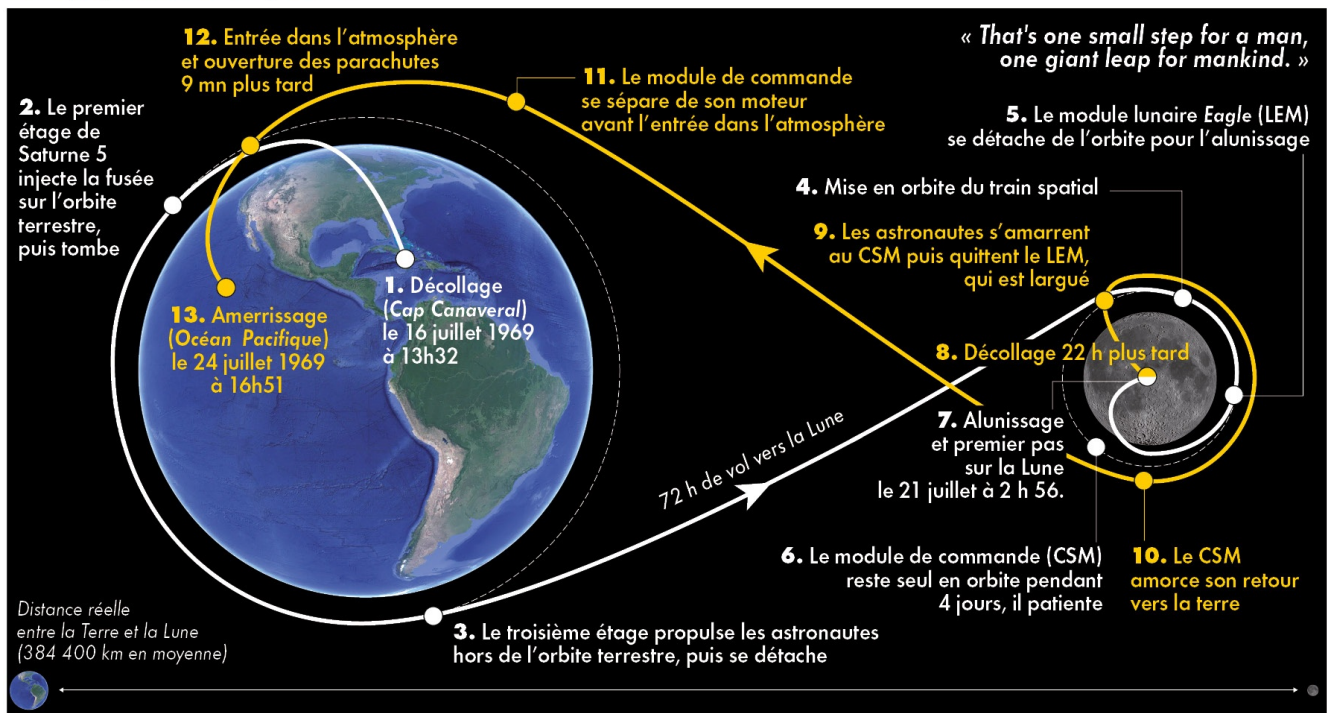 « That's one small step for a man,
one giant leap for mankind. »
1. Décollage
(Cap Canaveral)
le 16 juillet 1969
à 13h32
2. Le premier
étage de
Saturne 5
injecte la fusée
sur l'orbite
terrestre,
puis tombe
3. Le troisième étage propulse les astronautes
hors de l'orbite terrestre, puis se détache
72 h de vol vers la Lune
4. Mise en orbite du train spatial
5. Le module lunaire Eagle (LEM)
se détache de l'orbite pour l'alunissage
6. Le module de commande (CSM)
reste seul en orbite pendant
4 jours, il patiente
7. Alunissage
et premier pas
sur la Lune
le 21 juillet à 2 h 56.
8. Décollage 22 h plus tard
9. Les astronautes s'amarrent
au CSM puis quittent le LEM,
qui est largué
10. Le CSM
amorce son retour
vers la terre
11. Le module de commande
se sépare de son moteur
avant l'entrée dans l'atmosphère
12. Entrée dans l'atmosphère
et ouverture des parachutes
9 mn plus tard
13. Amerrissage
(Océan Pacifique)
le 24 juillet 1969
à 16h51
Distance réelle
entre la Terre et la Lune
(384 400 km en moyenne)